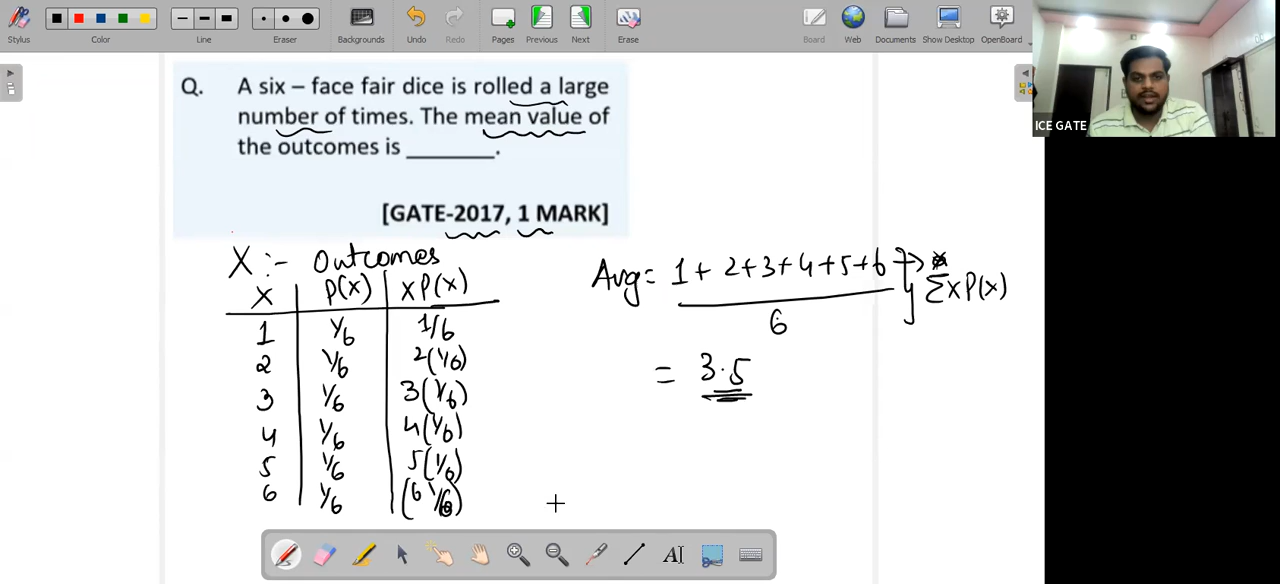 Stylus
Color
Line
Eraser
Backgrounds
Undo
Redo
Pages
Previous
Next
Erase
Board
Web
Documents
Show Desktop
OpenBoard
ICE GATE
Q. A six – face fair dice is rolled a large
number of times. The mean value of
the outcomes is ________.
[GATE-2017, 1 MARK]
X :- Outcomes
X P(x) x P(x)
1 1/6 1/6
2 1/6 2(1/6)
3 1/6 3(1/6)
4 1/6 4(1/6)
5 1/6 5(1/6)
6 1/6 (6 1/6)
Avg = 1 + 2+3+4+5+6
6
→ Σ x P(x)
= 3.5
AI